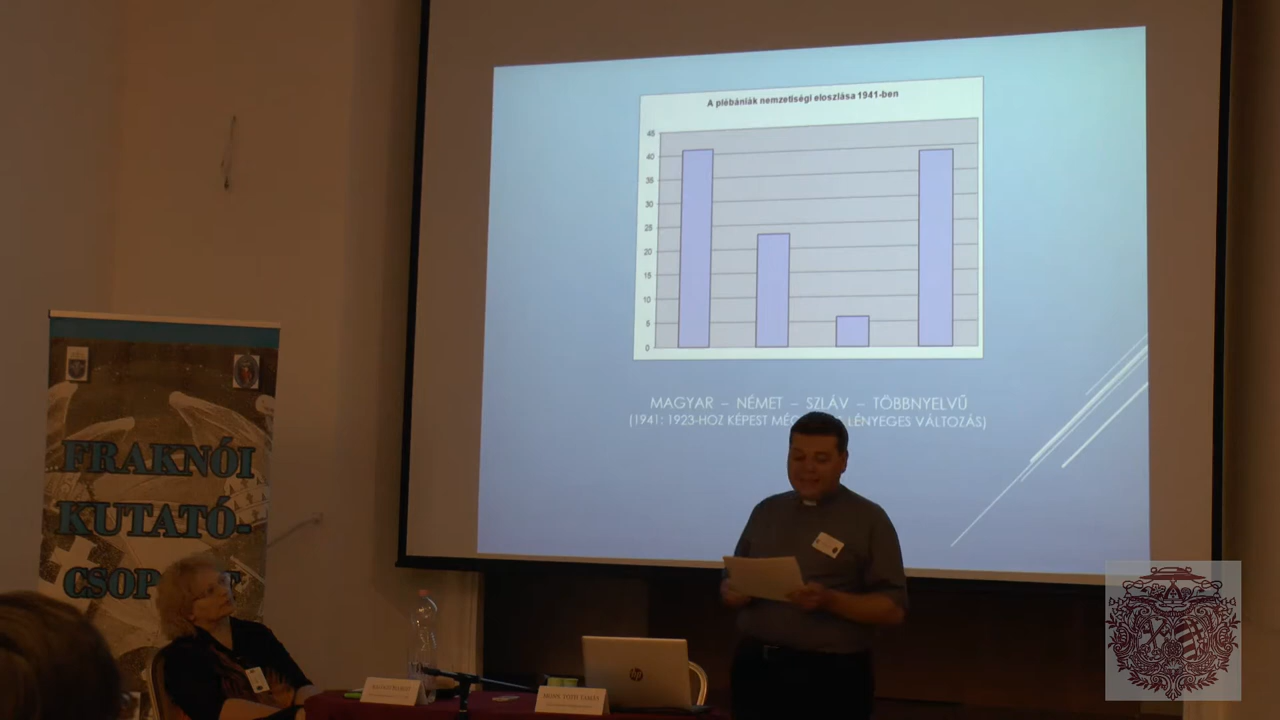 A plébániák nemzetiségi eloszlása 1941-ben
45
40
35
30
25
20
15
10
5
0
MAGYAR – NÉMET – SZLÁV – TÖBBNYELVŰ
(1941: 1923-HOZ KÉPEST LÉNYEGES VÁLTOZÁS)
FRAKNÓI
KUTATÓ-
hp